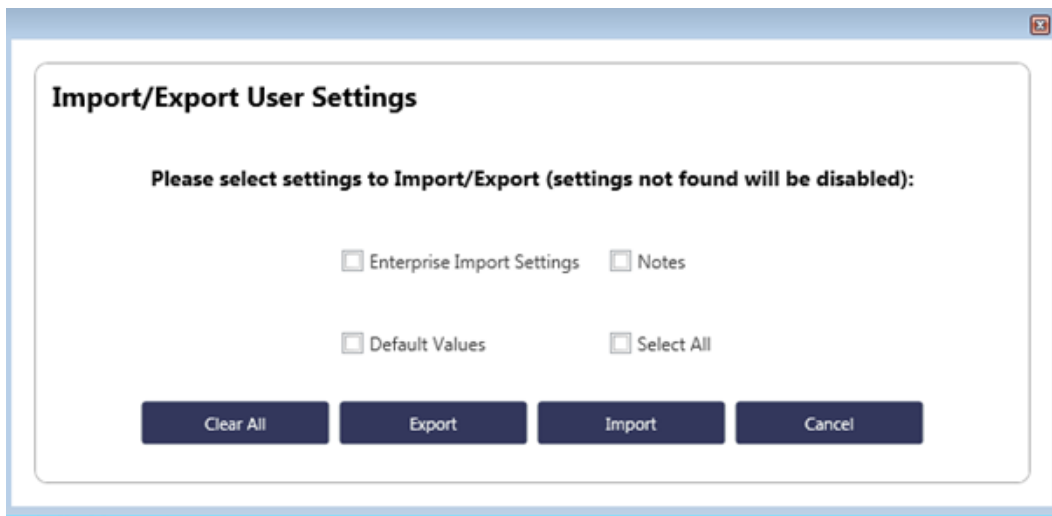 Import/Export User Settings
Please select settings to Import/Export (settings not found will be disabled):
Enterprise Import Settings Notes
Default Values Select All
Clear All Export Import Cancel